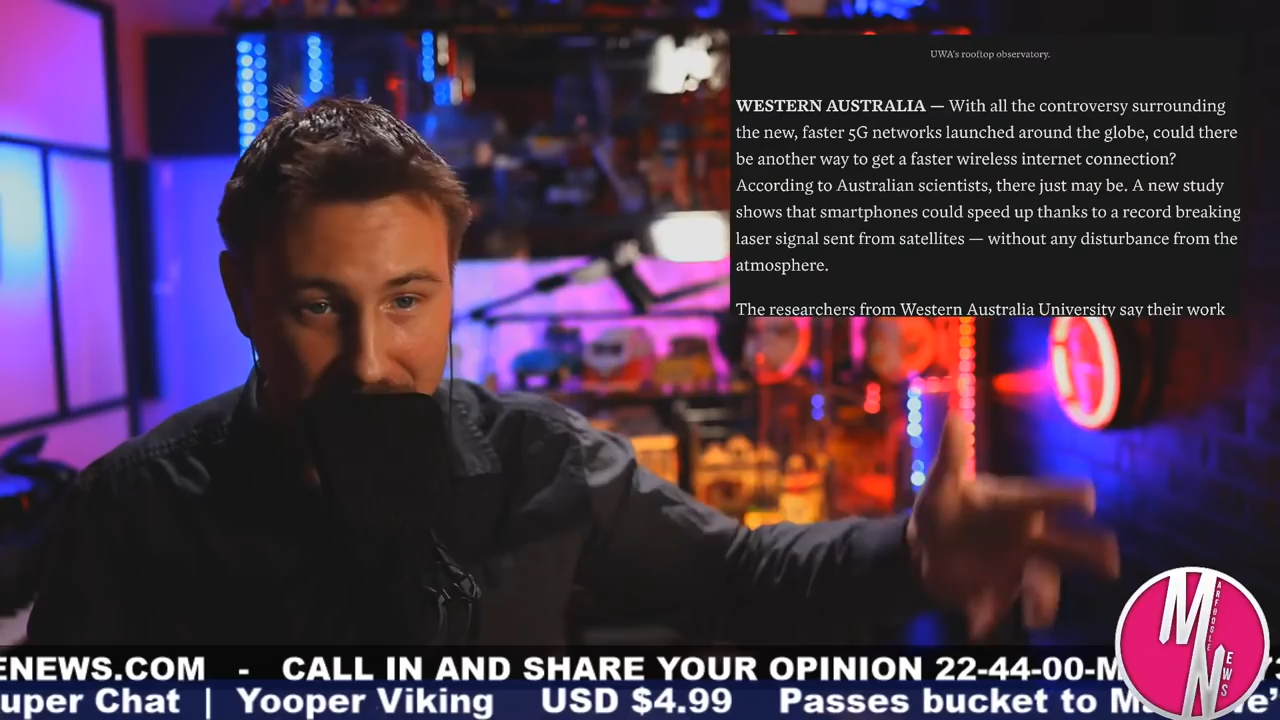 UWA's rooftop observatory.
WESTERN AUSTRALIA — With all the controversy surrounding
the new, faster 5G networks launched around the globe, could there
be another way to get a faster wireless internet connection?
According to Australian scientists, there just may be. A new study
shows that smartphones could speed up thanks to a record breaking
laser signal sent from satellites — without any disturbance from the
atmosphere.
The researchers from Western Australia University say their work
ENEWS.COM - CALL IN AND SHARE YOUR OPINION 22-44-00-M
uper Chat | Yooper Viking USD $4.99 Passes bucket to
MN
NEWS